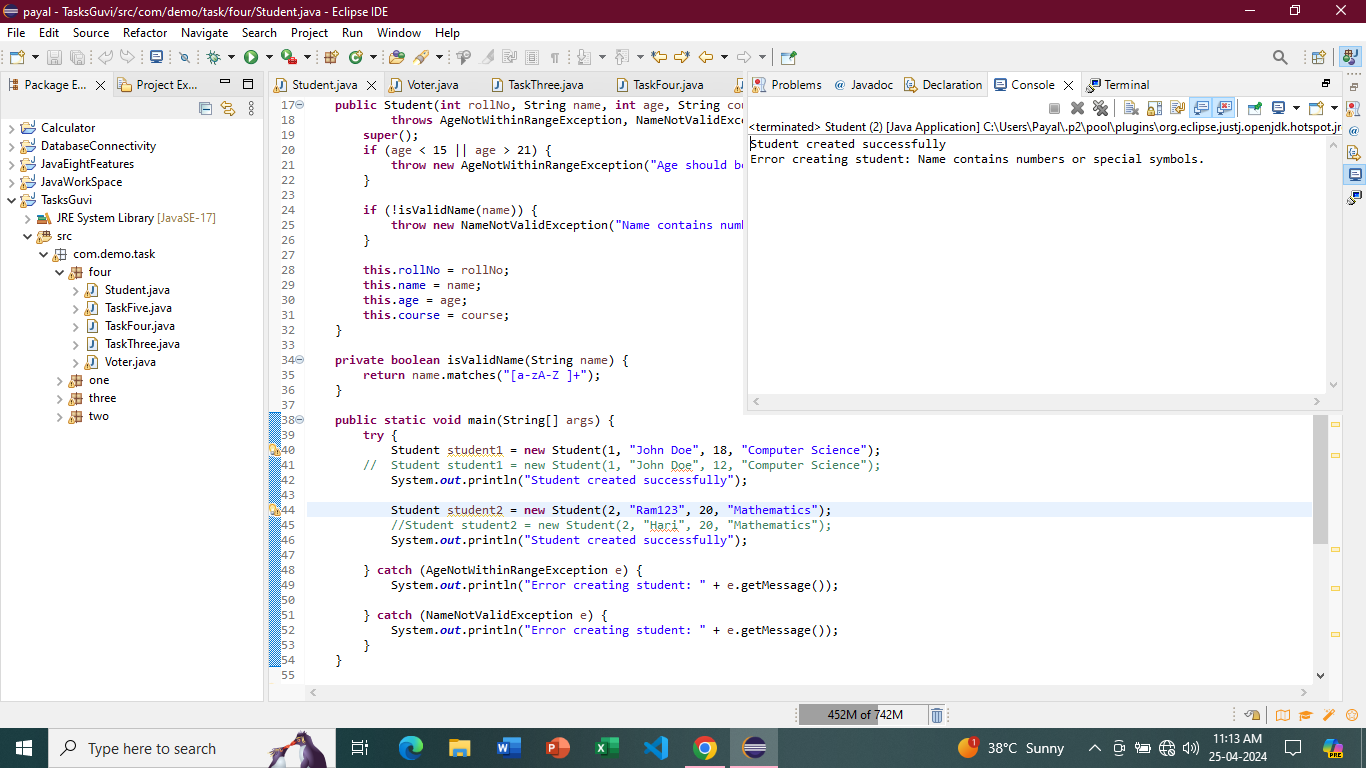 payal - TasksGuvi/src/com/demo/task/four/Student.java - Eclipse IDE
File Edit Source Refactor Navigate Search Project Run Window Help
Package E... Project Ex...
Calculator
DatabaseConnectivity
JavaEightFeatures
JavaWorkSpace
TasksGuvi
JRE System Library [JavaSE-17]
src
com.demo.task
four
Student.java
TaskFive.java
TaskFour.java
TaskThree.java
Voter.java
one
three
two
Student.java Voter.java TaskThree.java TaskFour.java
17 public Student(int rollNo, String name, int age, String cou
18 throws AgeNotWithinRangeException, NameNotValidExce
19 super();
20 if (age < 15 || age > 21) {
21 throw new AgeNotWithinRangeException("Age should be
22 }
23
24 if (!isValidName(name)) {
25 throw new NameNotValidException("Name contains numb
26 }
27
28 this.rollNo = rollNo;
29 this.name = name;
30 this.age = age;
31 this.course = course;
32 }
33
34 private boolean isValidName(String name) {
35 return name.matches("[a-zA-Z ]+");
36 }
37
38 public static void main(String[] args) {
39 try {
40 Student student1 = new Student(1, "John Doe", 18, "Computer Science");
41 // Student student1 = new Student(1, "John Doe", 12, "Computer Science");
42 System.out.println("Student created successfully");
43
44 Student student2 = new Student(2, "Ram123", 20, "Mathematics");
45 //Student student2 = new Student(2, "Hari", 20, "Mathematics");
46 System.out.println("Student created successfully");
47
48 } catch (AgeNotWithinRangeException e) {
49 System.out.println("Error creating student: " + e.getMessage());
50
51 } catch (NameNotValidException e) {
52 System.out.println("Error creating student: " + e.getMessage());
53 }
54 }
55
Problems Javadoc Declaration Console Terminal
<terminated> Student (2) [Java Application] C:\Users\Payal\.p2\pool\plugins\org.eclipse.justj.openjdk.hotspot.jr
Student created successfully
Error creating student: Name contains numbers or special symbols.
452M of 742M
Type here to search
1
38°C Sunny
11:13 AM
25-04-2024
PRE